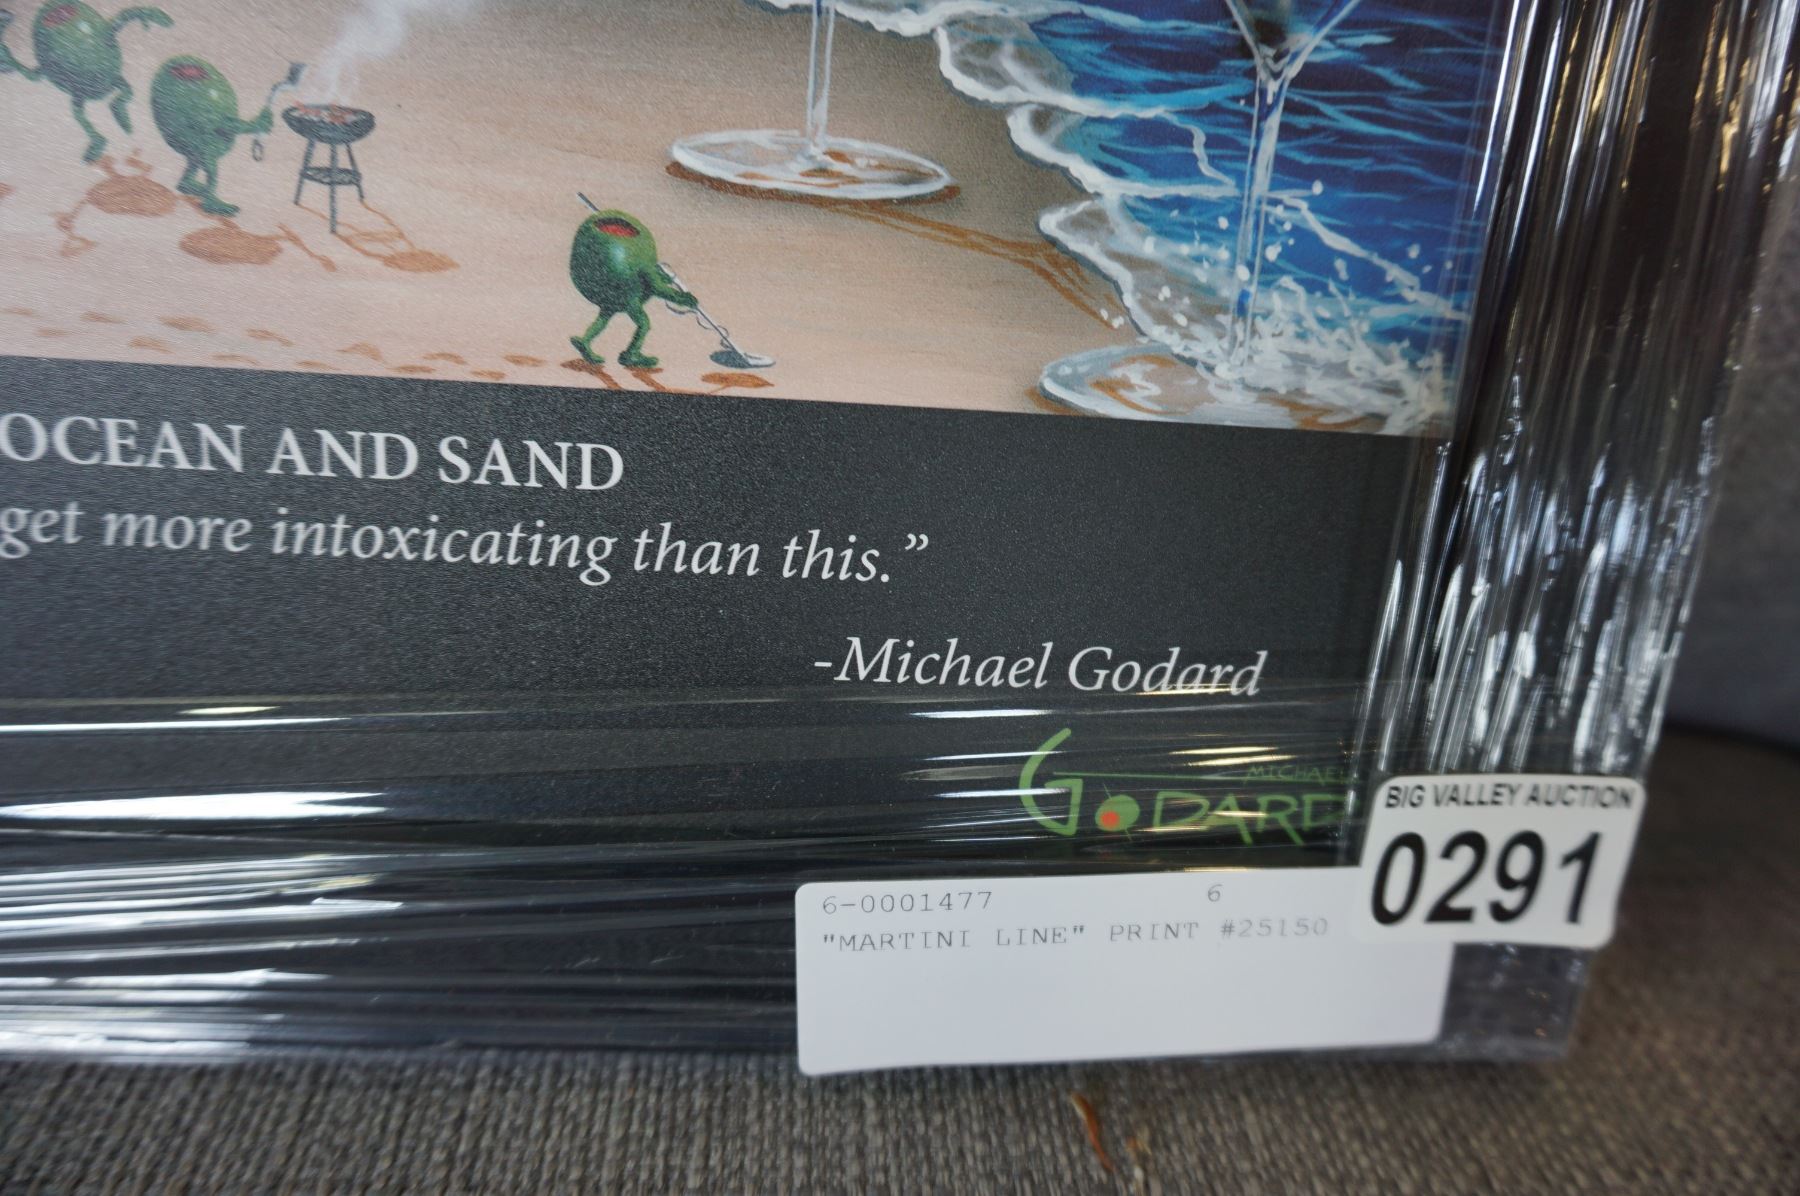 OCEAN AND SAND
get more intoxicating than this.”
-Michael Godard
MICHAEL
GODARD
BIG VALLEY AUCTION
0291
6-0001477 6
"MARTINI LINE" PRINT #25150